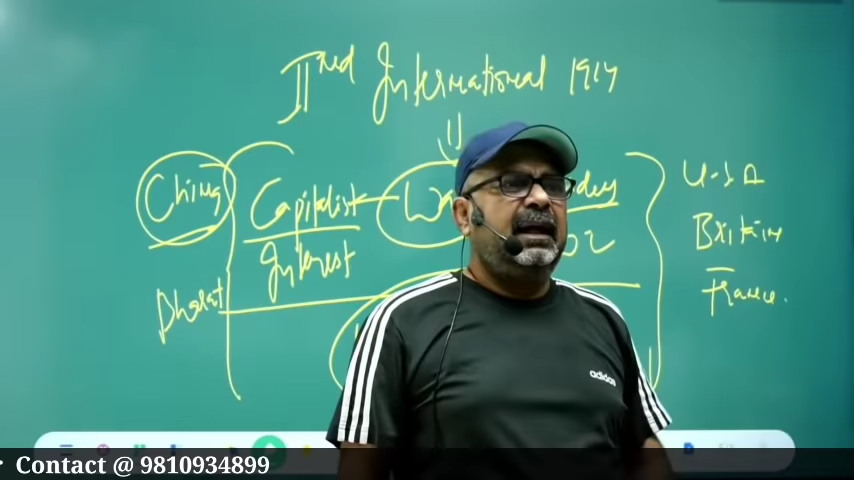 IInd International 1914
China
Capitalist
Interest
Bharat
U.S.A
Britain
France.
adidas
Contact @ 9810934899